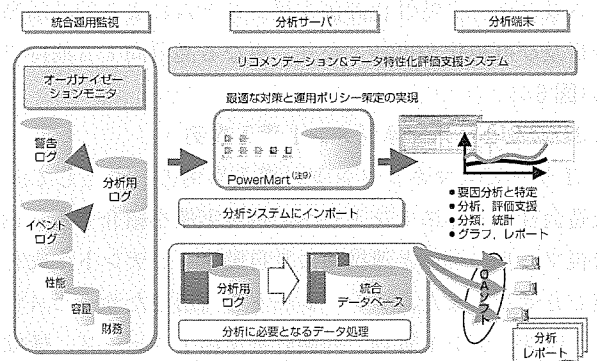 統合運用監視
分析サーバ
分析端末
オーガナイゼー
ションモニタ
リコメンデーション&データ特性化評価支援システム
最適な対策と運用ポリシー策定の実現
警告
ログ
分析用
ログ
イベント
ログ
性能
容量
財務
PowerMart(注9)
分析システムにインポート
●要因分析と特定
●分析，評価支援
●分類，統計
●グラフ，レポート
分析用
ログ
統合
データベース
分析に必要となるデータ処理
OAソフト
分析
レポート